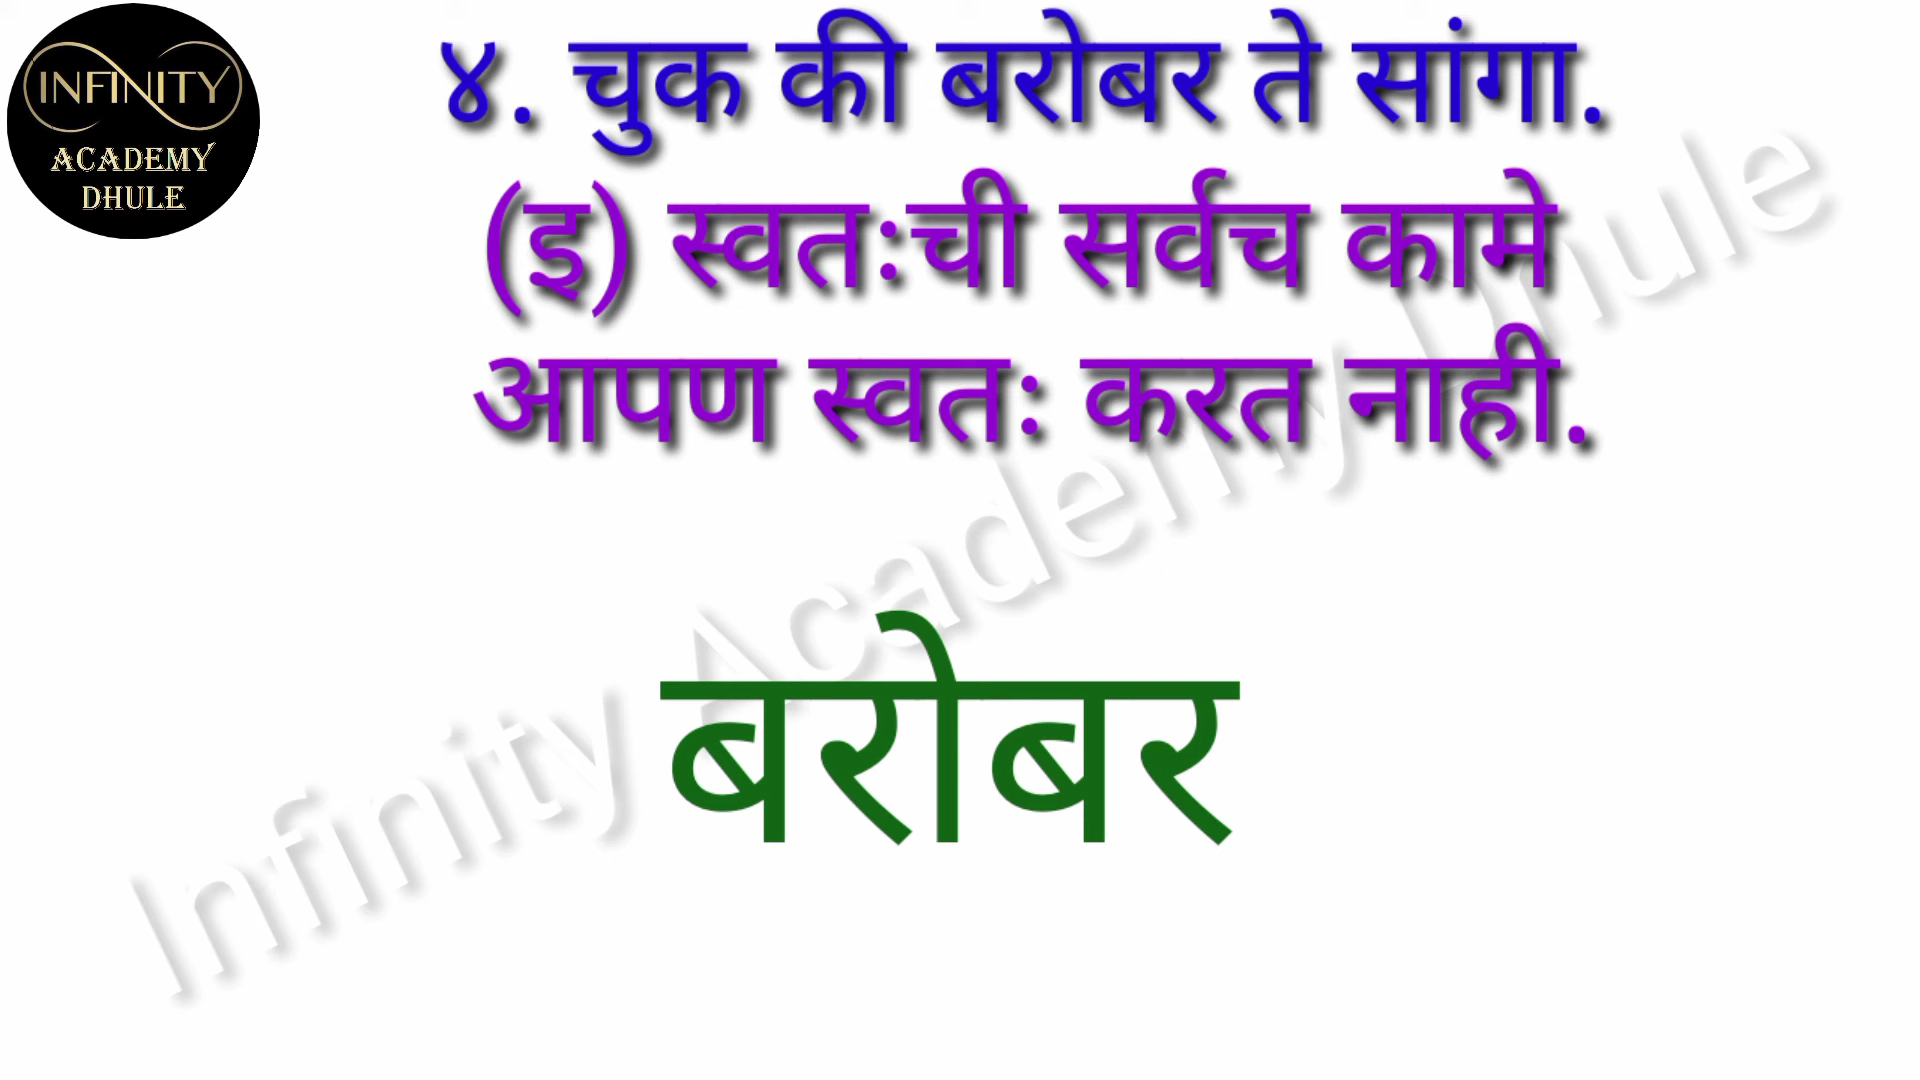 INFINITY
ACADEMY
DHULE
४. चुक की बरोबर ते सांगा.
(इ) स्वतःची सर्वच कामे
आपण स्वतः करत नाही.
बरोबर
Infinity Academy Dhule